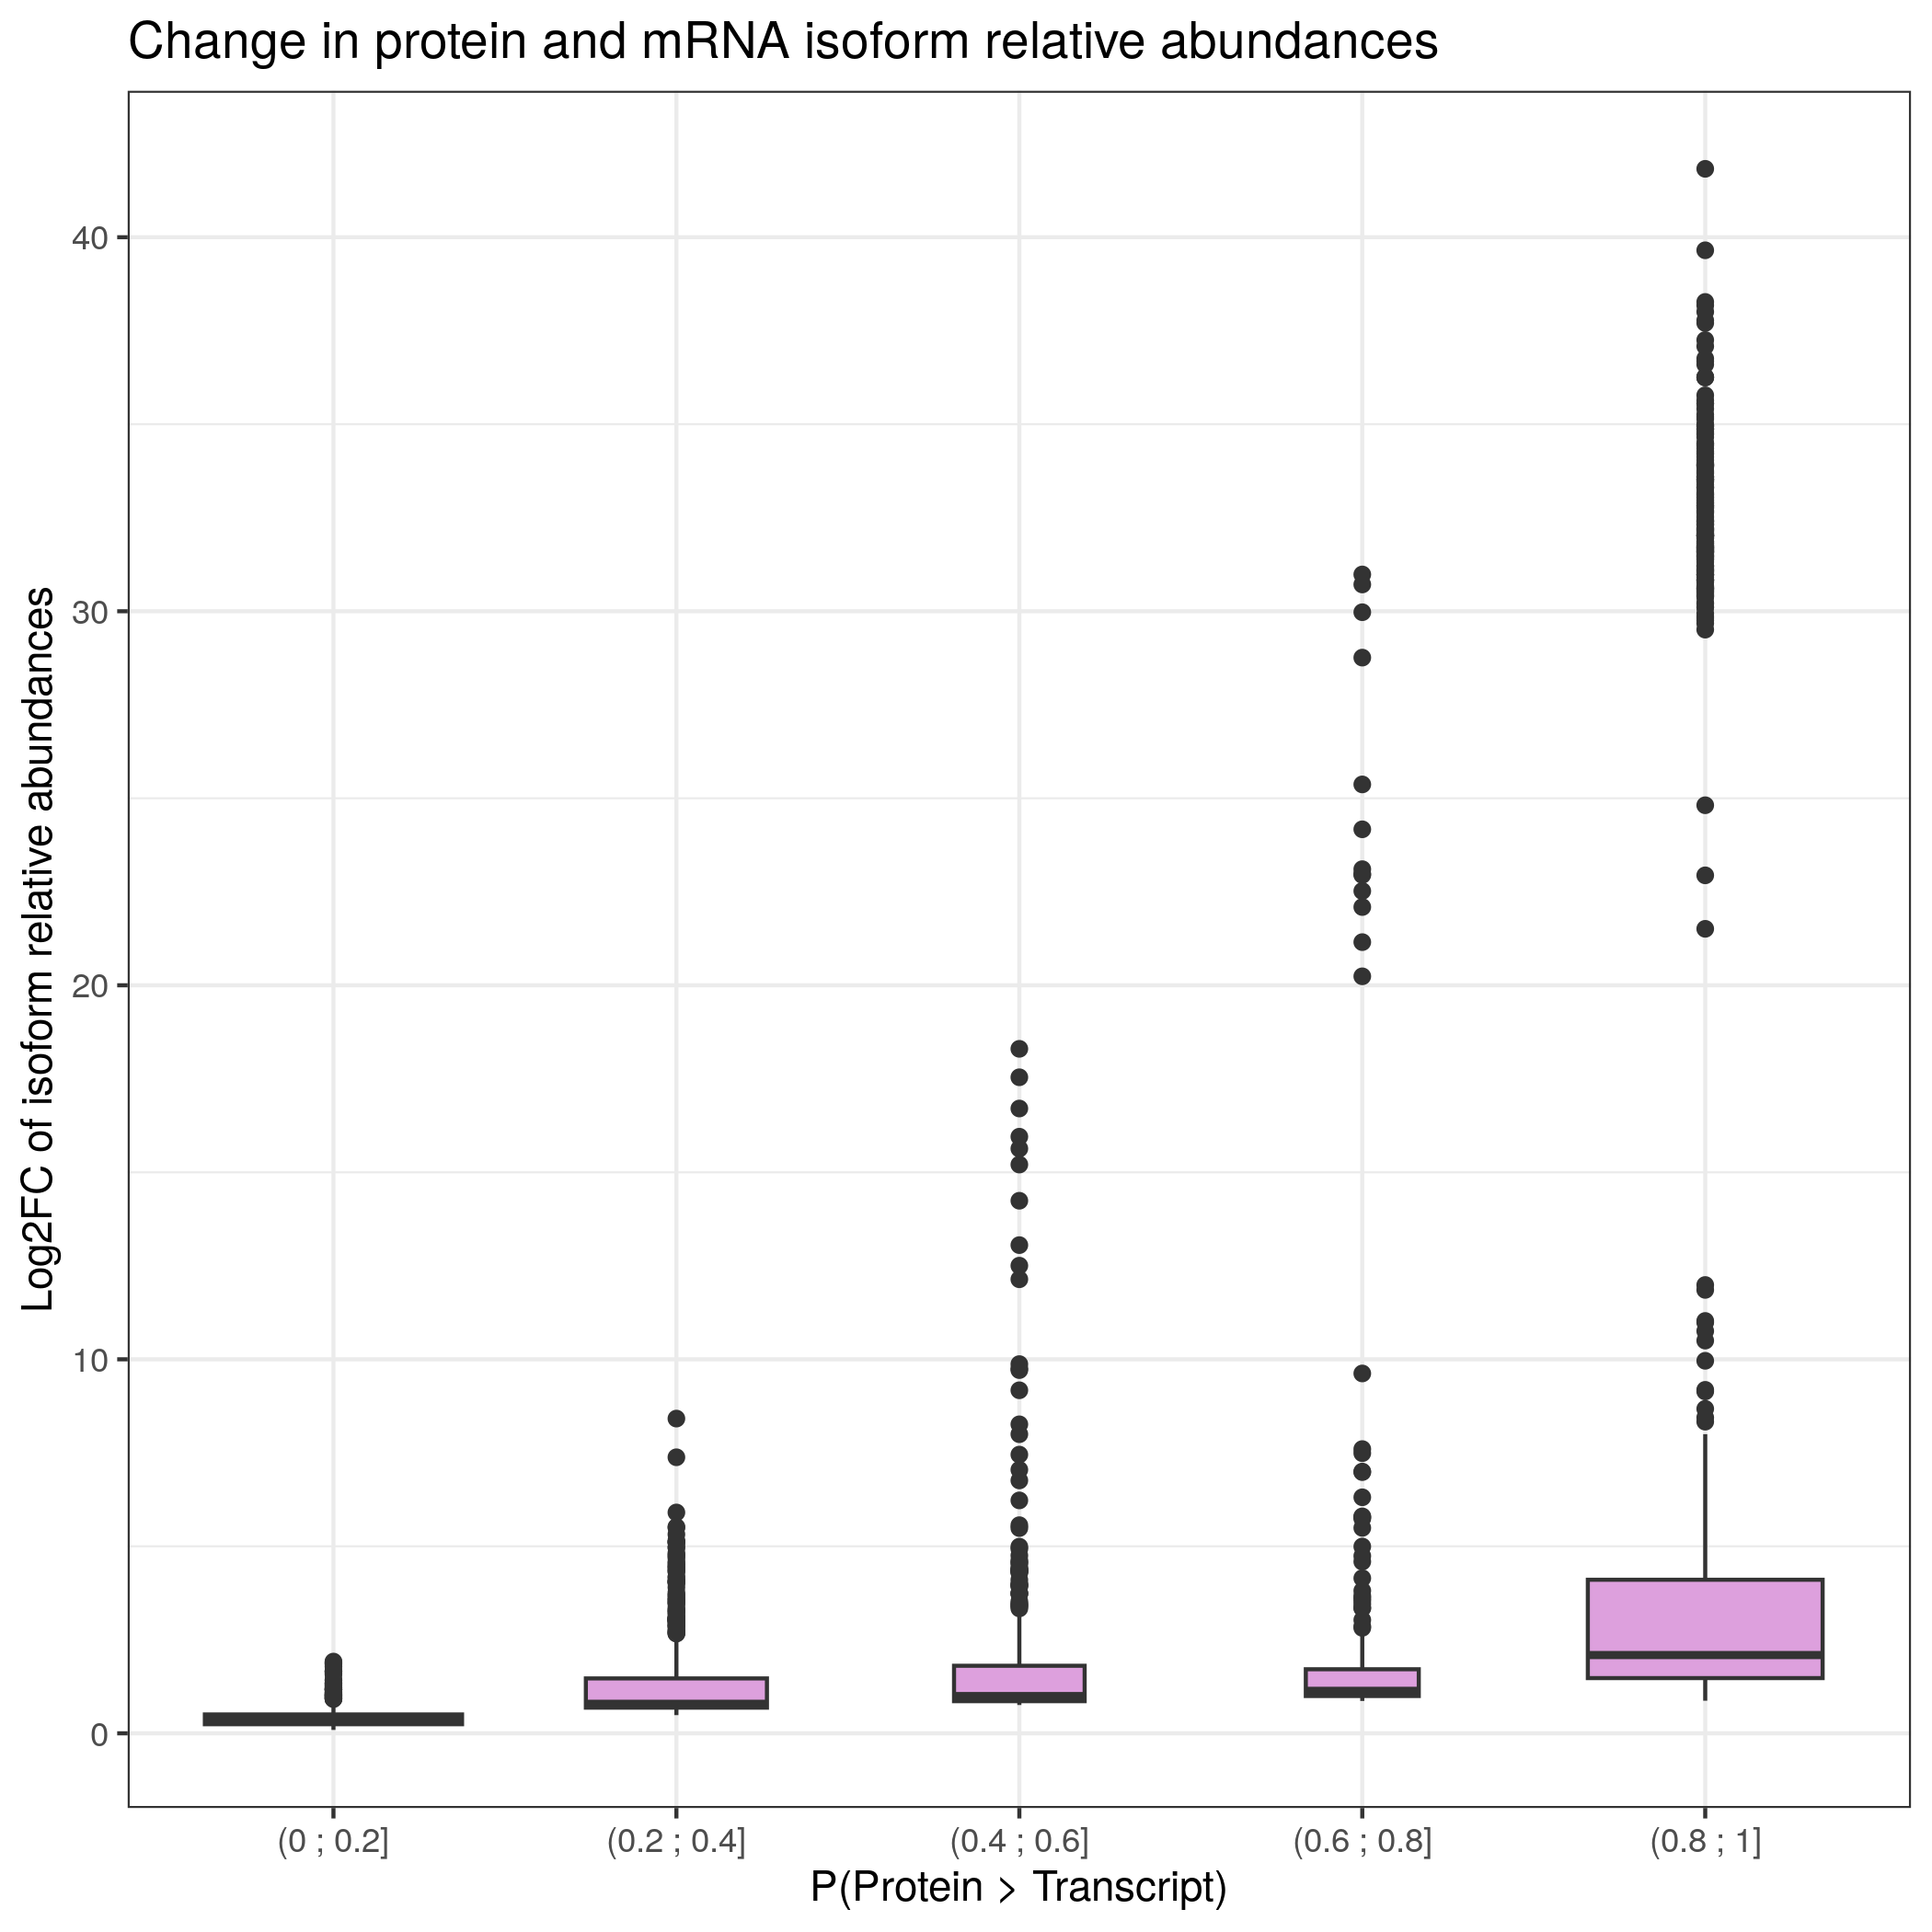 Change in protein and mRNA isoform relative abundances
Log2FC of isoform relative abundances
40
30
20
10
0
(0 ; 0.2]
(0.2 ; 0.4]
(0.4 ; 0.6]
(0.6 ; 0.8]
(0.8 ; 1]
P(Protein > Transcript)